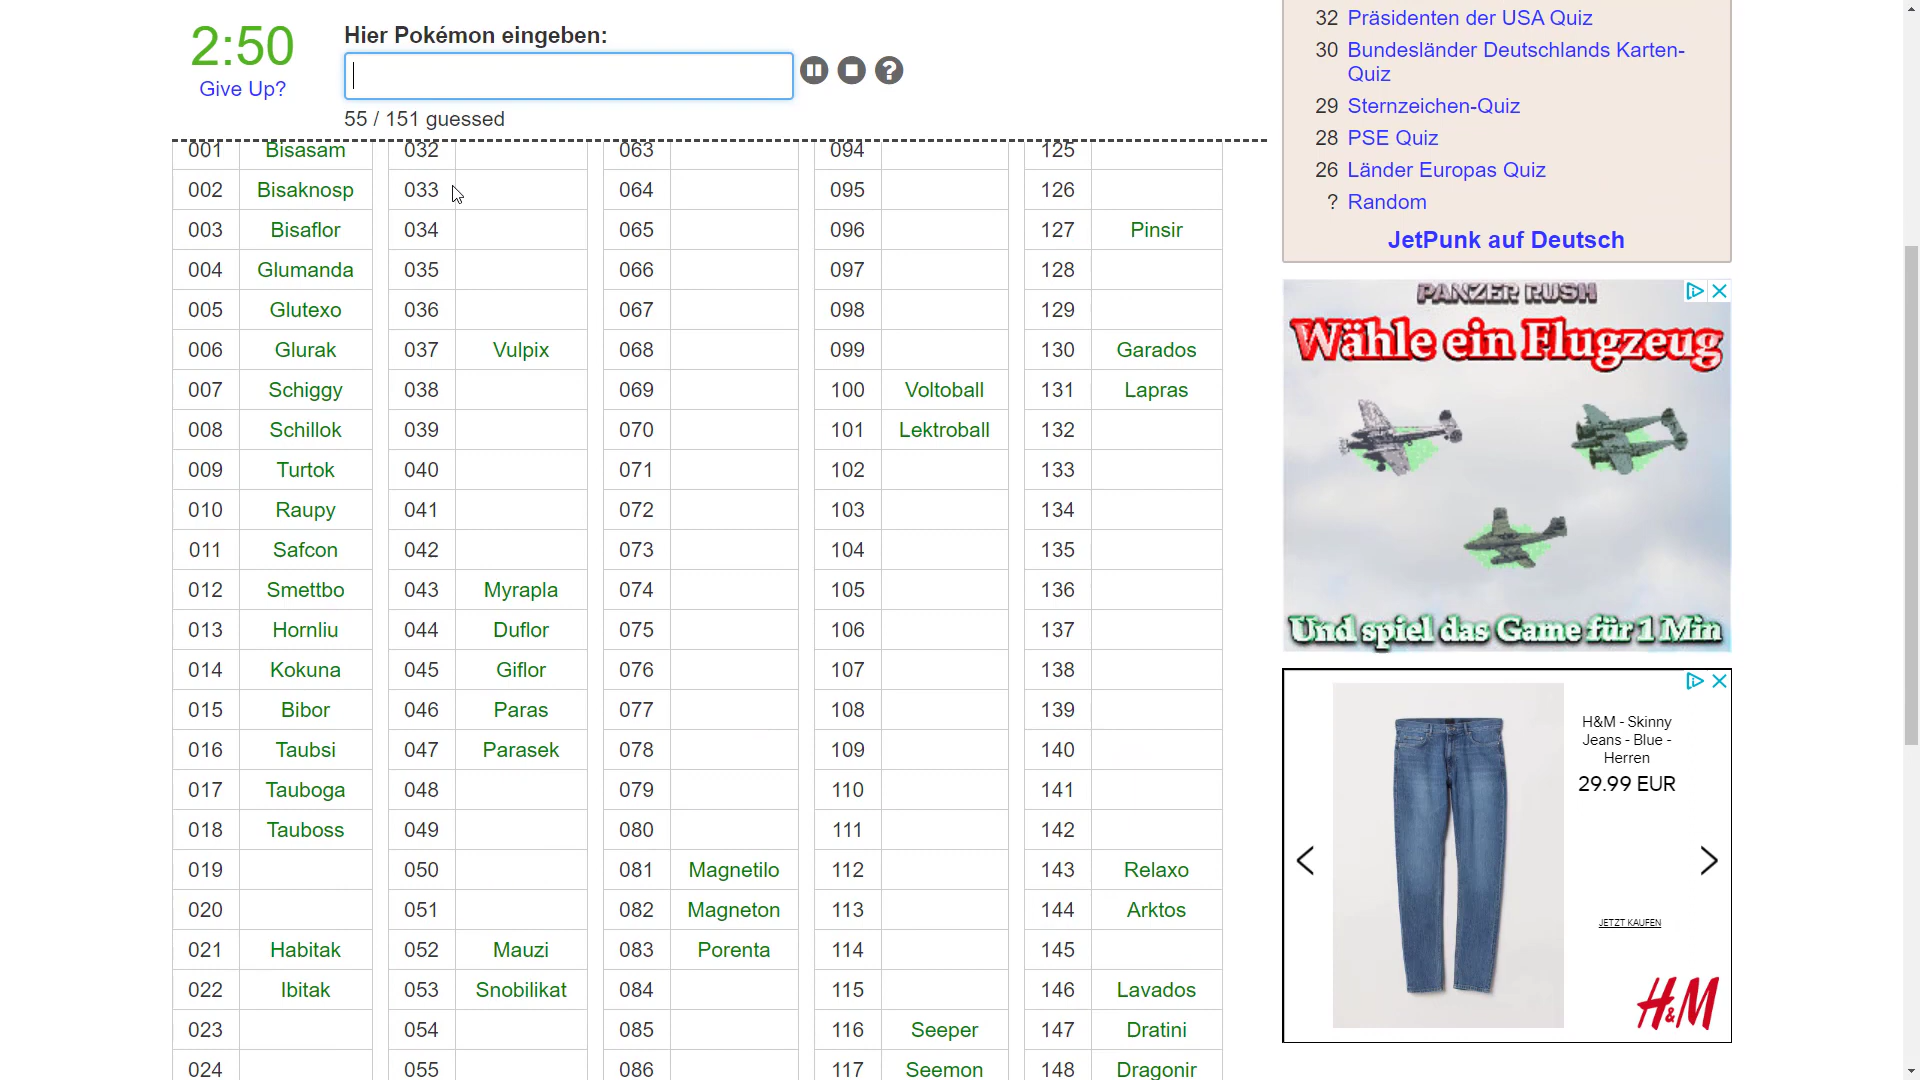 2:50
Give Up?
Hier Pokémon eingeben:
?
55 / 151 guessed
001 Bisasam 032 063 094 125
002 Bisaknosp 033 064 095 126
003 Bisaflor 034 065 096 127 Pinsir
004 Glumanda 035 066 097 128
005 Glutexo 036 067 098 129
006 Glurak 037 Vulpix 068 099 130 Garados
007 Schiggy 038 069 100 Voltoball 131 Lapras
008 Schillok 039 070 101 Lektroball 132
009 Turtok 040 071 102 133
010 Raupy 041 072 103 134
011 Safcon 042 073 104 135
012 Smettbo 043 Myrapla 074 105 136
013 Hornliu 044 Duflor 075 106 137
014 Kokuna 045 Giflor 076 107 138
015 Bibor 046 Paras 077 108 139
016 Taubsi 047 Parasek 078 109 140
017 Tauboga 048 079 110 141
018 Tauboss 049 080 111 142
019 050 081 Magnetilo 112 143 Relaxo
020 051 082 Magneton 113 144 Arktos
021 Habitak 052 Mauzi 083 Porenta 114 145
022 Ibitak 053 Snobilikat 084 115 146 Lavados
023 054 085 116 Seeper 147 Dratini
024 055 086 117 Seemon 148 Dragonir
32 Präsidenten der USA Quiz
30 Bundesländer Deutschlands Karten-
Quiz
29 Sternzeichen-Quiz
28 PSE Quiz
26 Länder Europas Quiz
? Random
JetPunk auf Deutsch
PANZER RUSH
Wähle ein Flugzeug
Und spiel das Game für 1 Min
H&M - Skinny
Jeans - Blue -
Herren
29.99 EUR
JETZT KAUFEN
H&M